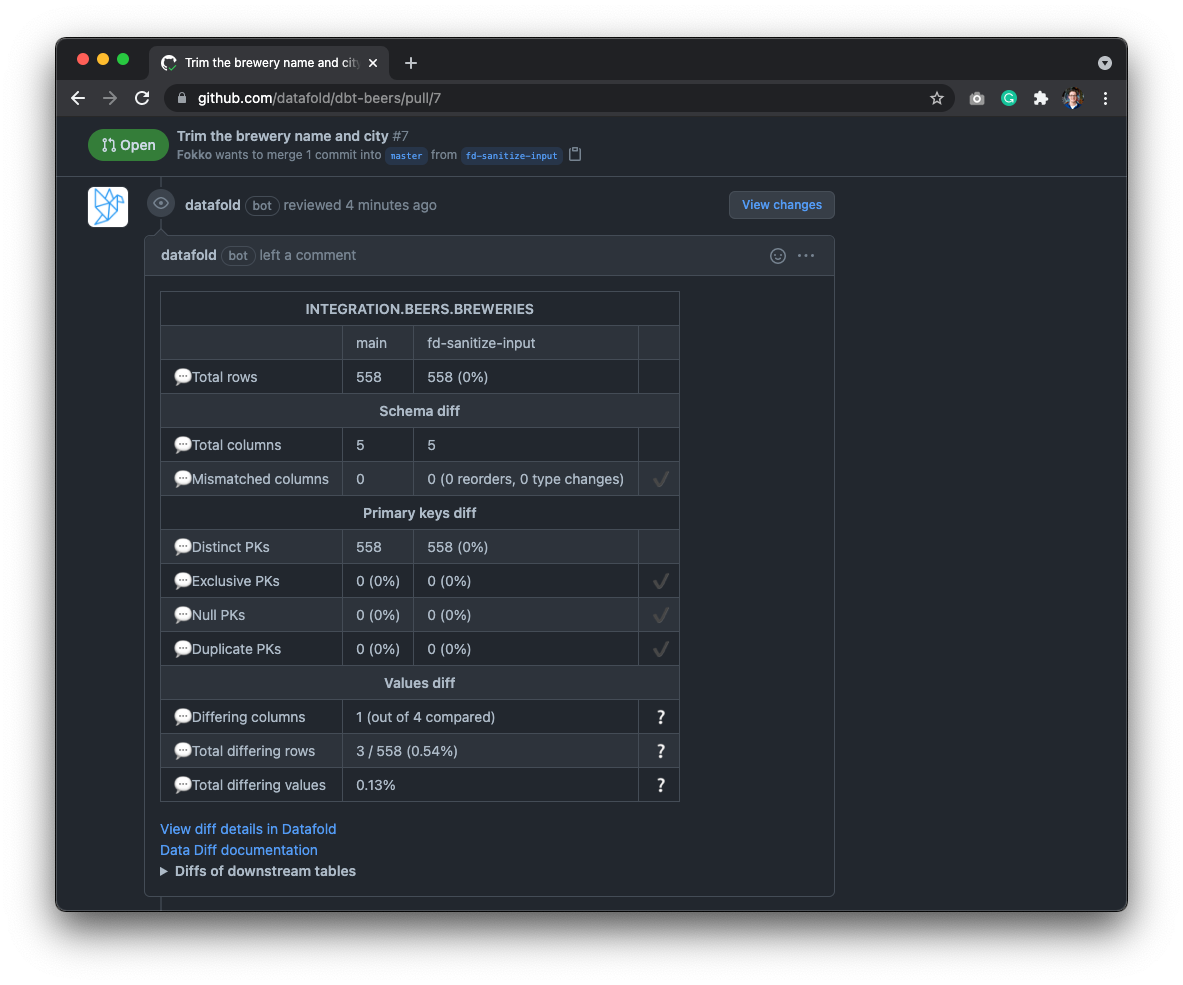 Trim the brewery name and city
github.com/datafold/dbt-beers/pull/7
Open
Trim the brewery name and city #7
Fokko wants to merge 1 commit into master from fd-sanitize-input
datafold bot reviewed 4 minutes ago
View changes
datafold bot left a comment
INTEGRATION.BEERS.BREWERIES
main fd-sanitize-input
Total rows 558 558 (0%)
Schema diff
Total columns 5 5
Mismatched columns 0 0 (0 reorders, 0 type changes) ✔
Primary keys diff
Distinct PKs 558 558 (0%)
Exclusive PKs 0 (0%) 0 (0%) ✔
Null PKs 0 (0%) 0 (0%) ✔
Duplicate PKs 0 (0%) 0 (0%) ✔
Values diff
Differing columns 1 (out of 4 compared) ?
Total differing rows 3 / 558 (0.54%) ?
Total differing values 0.13% ?
View diff details in Datafold
Data Diff documentation
Diffs of downstream tables